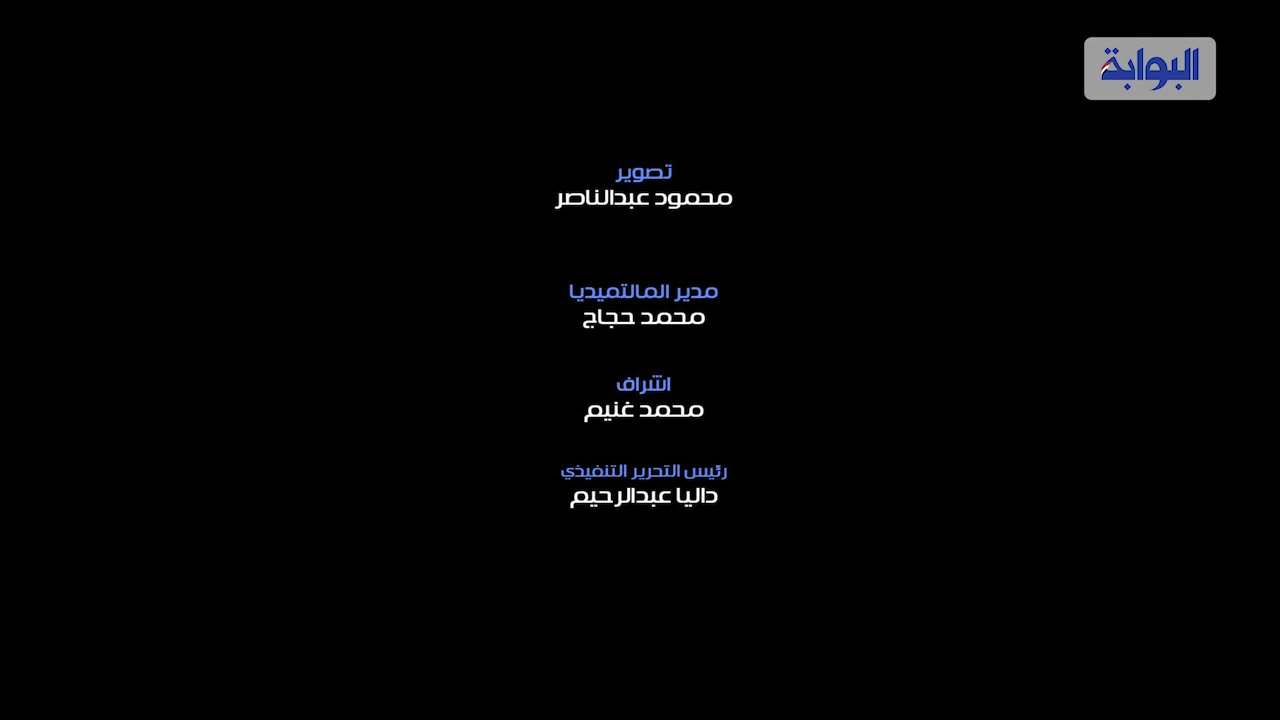 البوابة
تصوير
محمود عبدالناصر
مدير المالتميديا
محمد حجاج
اشراف
محمد غنيم
رئيس التحرير التنفيذي
داليا عبدالرحيم